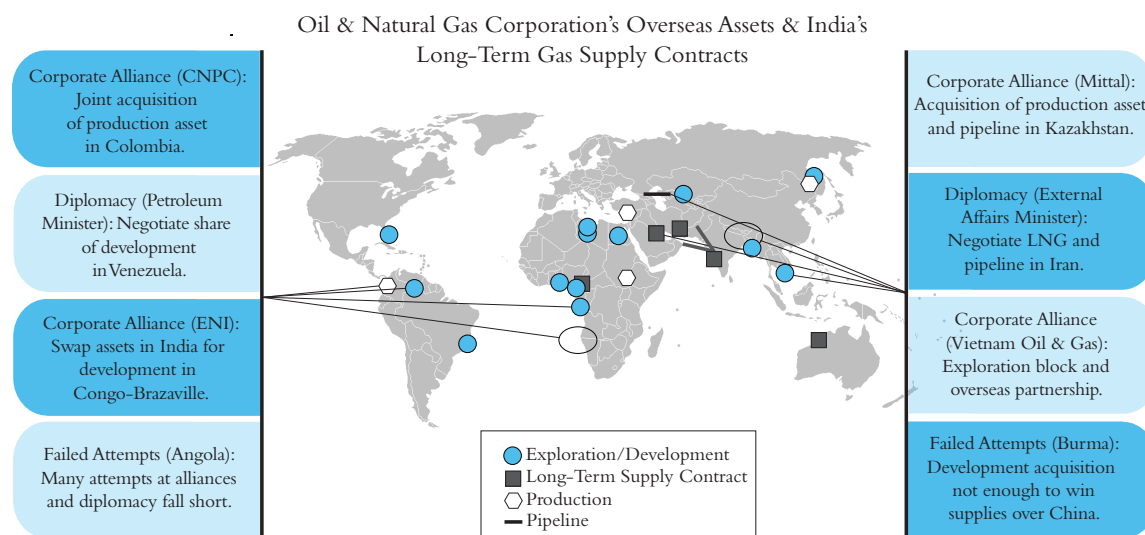 Oil & Natural Gas Corporation's Overseas Assets & India's
Long-Term Gas Supply Contracts
Corporate Alliance (CNPC):
Joint acquisition
of production asset
in Colombia.
Diplomacy (Petroleum
Minister): Negotiate share
of development
in Venezuela.
Corporate Alliance (ENI):
Swap assets in India for
development in
Congo-Brazaville.
Failed Attempts (Angola):
Many attempts at alliances
and diplomacy fall short.
Corporate Alliance (Mittal):
Acquisition of production asset
and pipeline in Kazakhstan.
Diplomacy (External
Affairs Minister):
Negotiate LNG and
pipeline in Iran.
Corporate Alliance
(Vietnam Oil & Gas):
Exploration block and
overseas partnership.
Failed Attempts (Burma):
Development acquisition
not enough to win
supplies over China.
Exploration/Development
Long-Term Supply Contract
Production
Pipeline